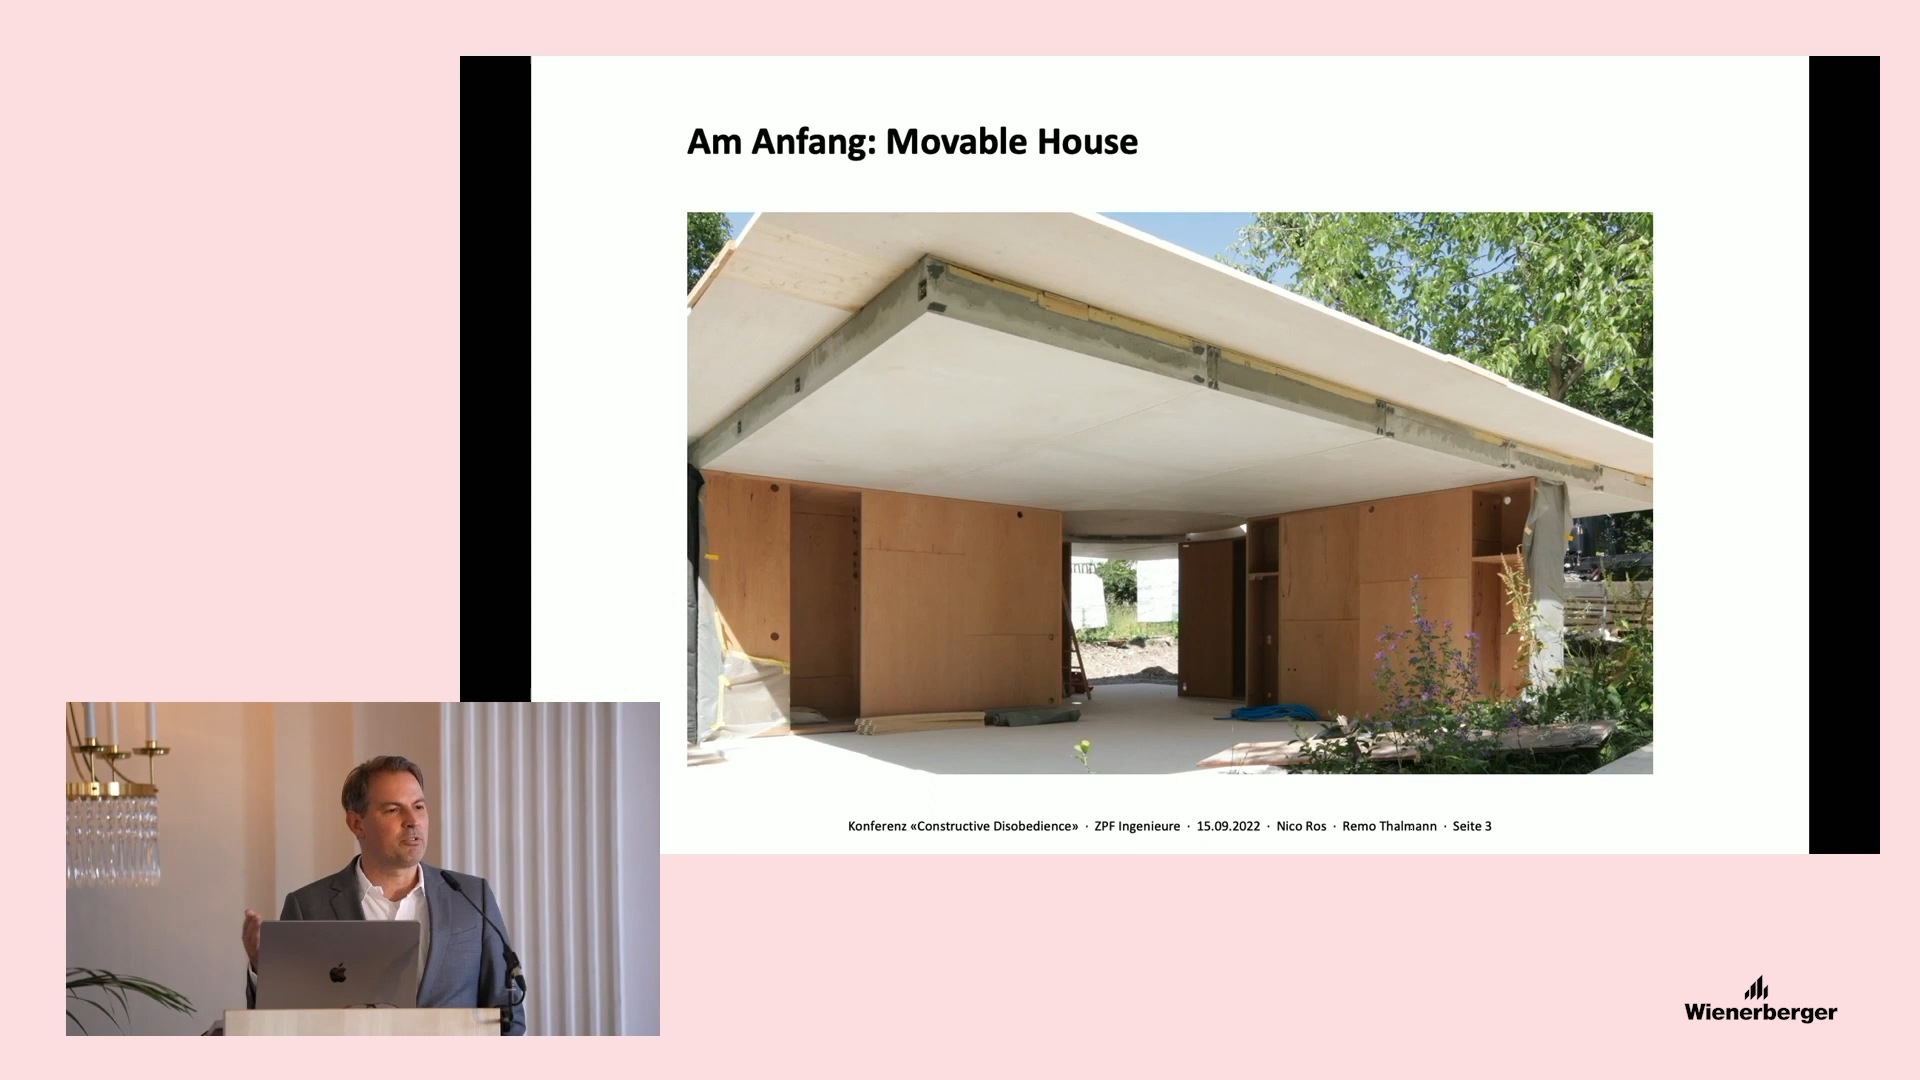 Am Anfang: Movable House
Konferenz «Constructive Disobedience» · ZPF Ingenieure · 15.09.2022 · Nico Ros · Remo Thalmann · Seite 3
Wienerberger